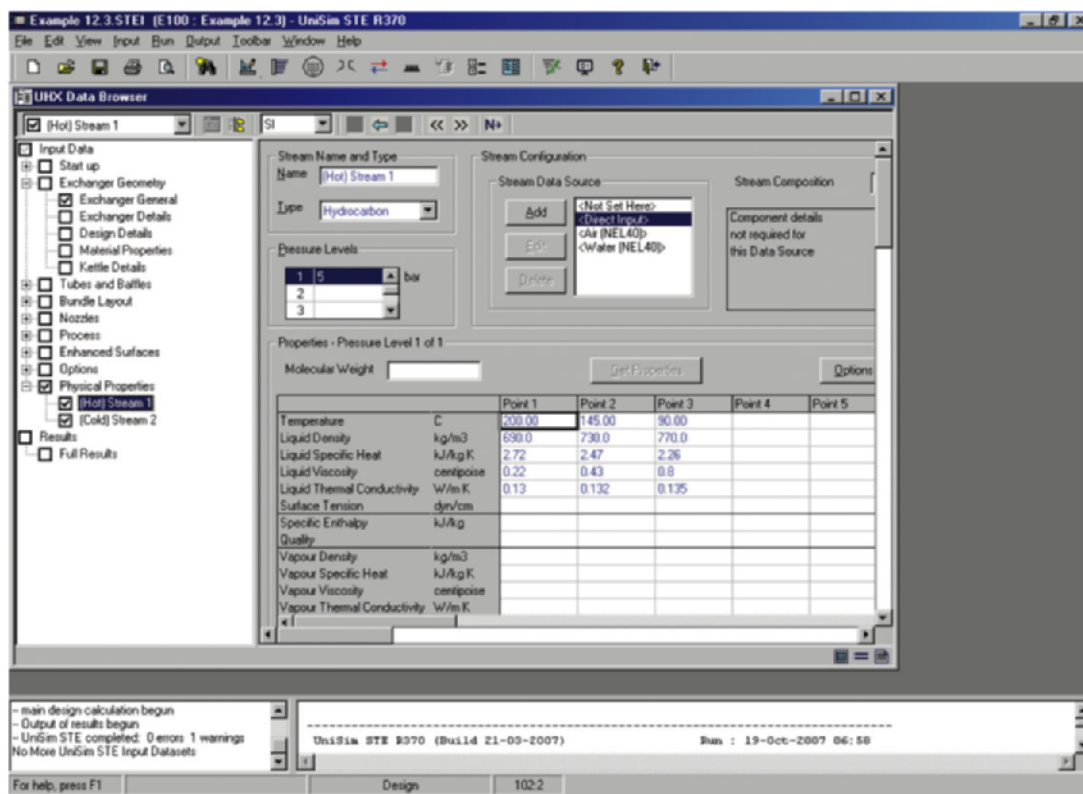 Example 12.3.STEI (E100 : Example 12.3) - UniSim STE R370
File Edit View Input Run Output Toolbar Window Help
UHX Data Browser
(Hot) Stream 1 SI N+
Input Data
Start up
Exchanger Geometry
Exchanger General
Exchanger Details
Design Details
Material Properties
Kettle Details
Tubes and Baffles
Bundle Layout
Nozzles
Process
Enhanced Surfaces
Options
Physical Properties
(Hot) Stream 1
(Cold) Stream 2
Results
Full Results
Stream Name and Type
Name (Hot) Stream 1
Type Hydrocarbon
Pressure Levels
1 5 bar
2
3
Stream Configuration
Stream Data Source
Add
Edit
Delete
<Not Set Here>
<Direct Input>
<Air (NEL40)>
<Water (NEL40)>
Stream Composition
Component details
not required for
this Data Source
Properties - Pressure Level 1 of 1
Molecular Weight Get Properties Options
Point 1 Point 2 Point 3 Point 4 Point 5
Temperature C 200.00 145.00 90.00
Liquid Density kg/m3 690.0 730.0 770.0
Liquid Specific Heat kJ/kg K 2.72 2.47 2.26
Liquid Viscosity centipoise 0.22 0.43 0.8
Liquid Thermal Conductivity W/m K 0.13 0.132 0.135
Surface Tension dyn/cm
Specific Enthalpy kJ/kg
Quality
Vapour Density kg/m3
Vapour Specific Heat kJ/kg K
Vapour Viscosity centipoise
Vapour Thermal Conductivity W/m K
- main design calculation begun
- Output of results begun
- UniSim STE completed: 0 errors 1 warnings
No More UniSim STE Input Datasets
UniSim STE R370 (Build 21-03-2007) Run : 19-Oct-2007 06:58
For help, press F1 Design 102:2